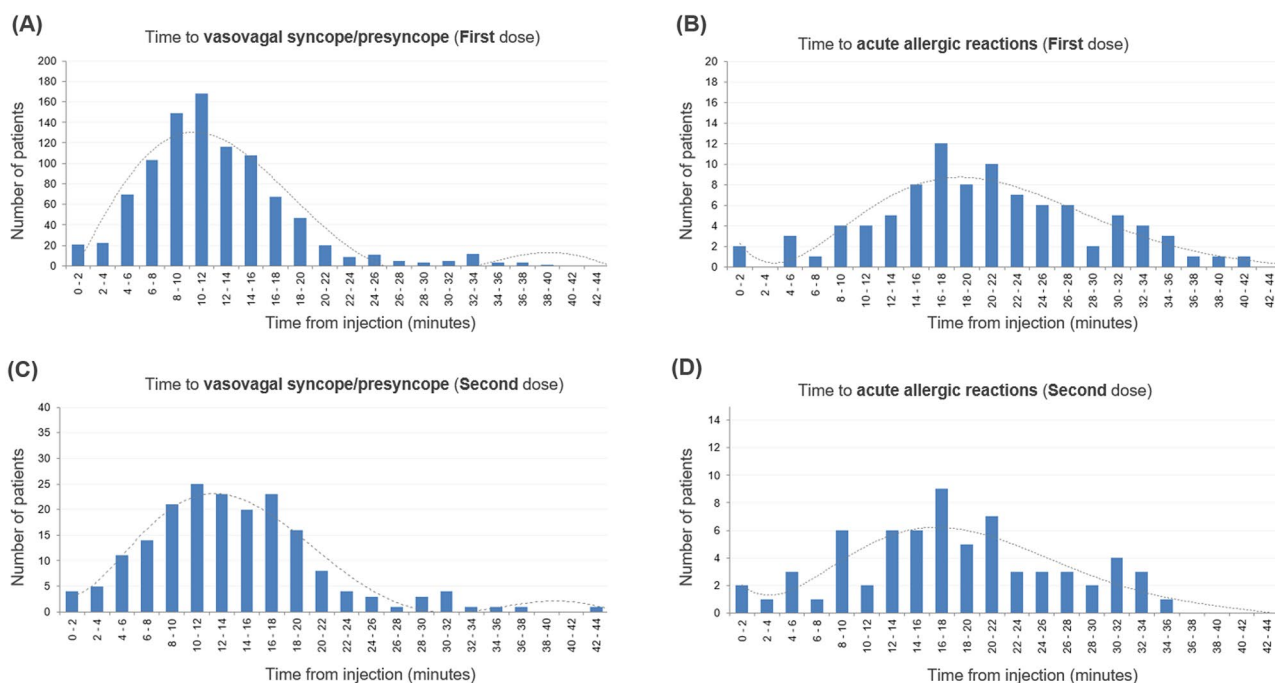 (A)
Time to vasovagal syncope/presyncope (First dose)
Number of patients
200
180
160
140
120
100
80
60
40
20
0
0 - 2
2 - 4
4 - 6
6 - 8
8 - 10
10 - 12
12 - 14
14 - 16
16 - 18
18 - 20
20 - 22
22 - 24
24 - 26
26 - 28
28 - 30
30 - 32
32 - 34
34 - 36
36 - 38
38 - 40
40 - 42
42 - 44
Time from injection (minutes)
(B)
Time to acute allergic reactions (First dose)
Number of patients
20
18
16
14
12
10
8
6
4
2
0
0 - 2
2 - 4
4 - 6
6 - 8
8 - 10
10 - 12
12 - 14
14 - 16
16 - 18
18 - 20
20 - 22
22 - 24
24 - 26
26 - 28
28 - 30
30 - 32
32 - 34
34 - 36
36 - 38
38 - 40
40 - 42
42 - 44
Time from injection (minutes)
(C)
Time to vasovagal syncope/presyncope (Second dose)
Number of patients
40
35
30
25
20
15
10
5
0
0 - 2
2 - 4
4 - 6
6 - 8
8 - 10
10 - 12
12 - 14
14 - 16
16 - 18
18 - 20
20 - 22
22 - 24
24 - 26
26 - 28
28 - 30
30 - 32
32 - 34
34 - 36
36 - 38
38 - 40
40 - 42
42 - 44
Time from injection (minutes)
(D)
Time to acute allergic reactions (Second dose)
Number of patients
14
12
10
8
6
4
2
0
0 - 2
2 - 4
4 - 6
6 - 8
8 - 10
10 - 12
12 - 14
14 - 16
16 - 18
18 - 20
20 - 22
22 - 24
24 - 26
26 - 28
28 - 30
30 - 32
32 - 34
34 - 36
36 - 38
38 - 40
40 - 42
42 - 44
Time from injection (minutes)